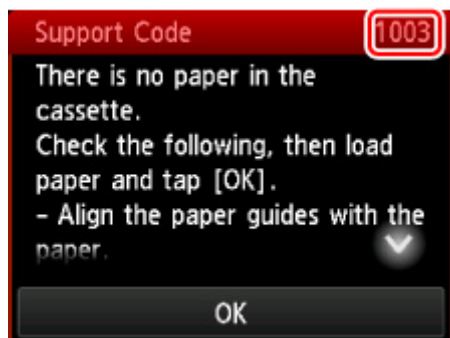 Support Code 1003
There is no paper in the
cassette.
Check the following, then load
paper and tap [OK].
– Align the paper guides with the
paper.
OK